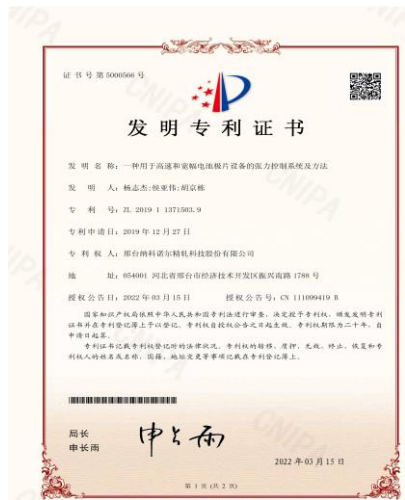 证书号第5000566号
发明专利证书
发 明 名 称：一种用于高速和宽幅电池极片设备的张力控制系统及方法
发 明 人：杨志杰;侯亚伟;胡京栋
专 利 号：ZL 2019 1 1371503.9
专利申请日：2019年12月27日
专 利 权 人：邢台纳科诺尔精轧科技股份有限公司
地 址：054001 河北省邢台市经济技术开发区振兴南路1788号
授权公告日：2022年03月15日 授权公告号：CN 111099419 B
国家知识产权局依照中华人民共和国专利法进行审查，决定授予专利权，颁发发明专利
证书并在专利登记簿上予以登记。专利权自授权公告之日起生效。专利权期限为二十年，自
申请日起算。
专利证书记载专利权登记时的法律状况。专利权的转移、质押、无效、终止、恢复和专
利权人的姓名或名称、国籍、地址变更等事项记载在专利登记簿上。
局长
申长雨
申长雨
2022年03月15日
第 1 页 (共 2 页)
CNIPA
CNIPA
CNIPA